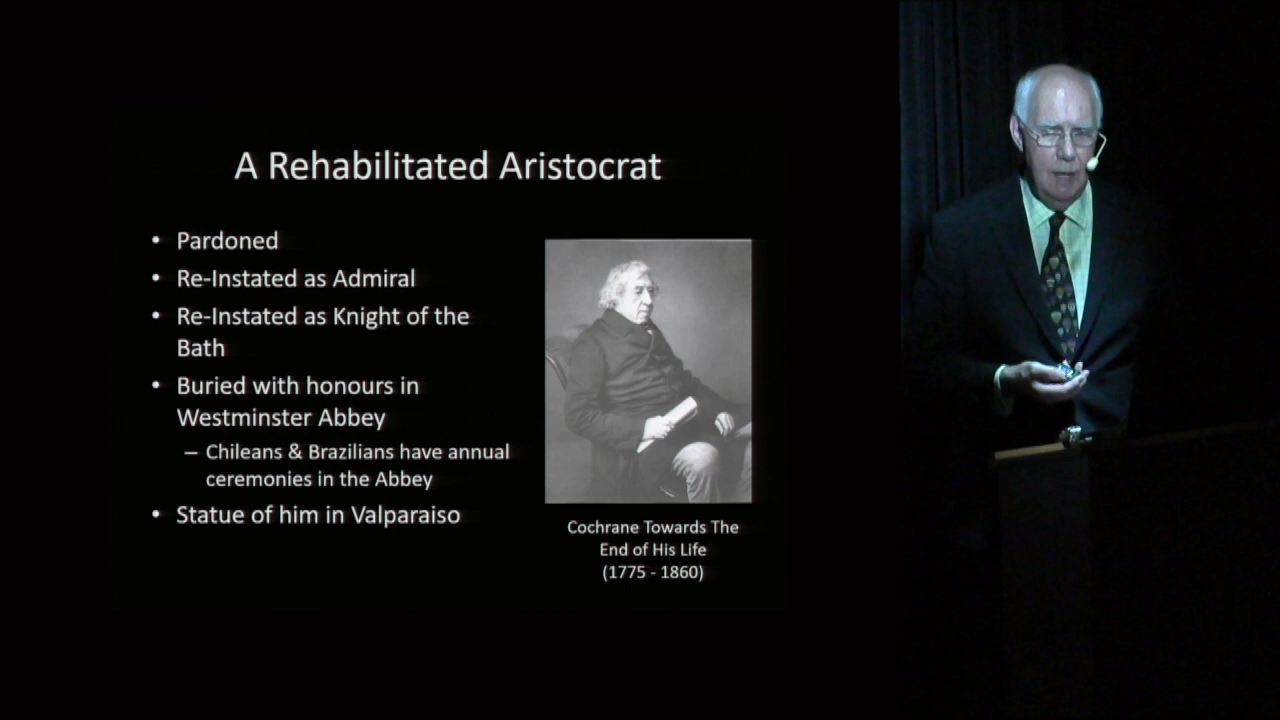 A Rehabilitated Aristocrat
• Pardoned
• Re-Instated as Admiral
• Re-Instated as Knight of the
Bath
• Buried with honours in
Westminster Abbey
– Chileans & Brazilians have annual
ceremonies in the Abbey
• Statue of him in Valparaiso
Cochrane Towards The
End of His Life
(1775 - 1860)